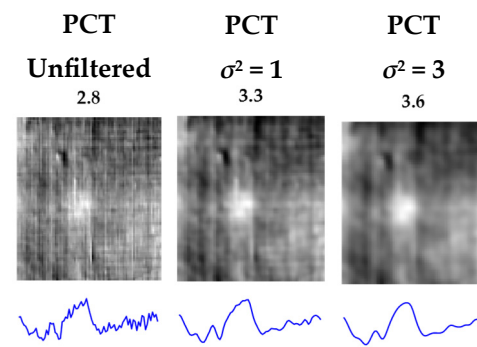 PCT PCT PCT
Unfiltered σ² = 1 σ² = 3
2.8 3.3 3.6